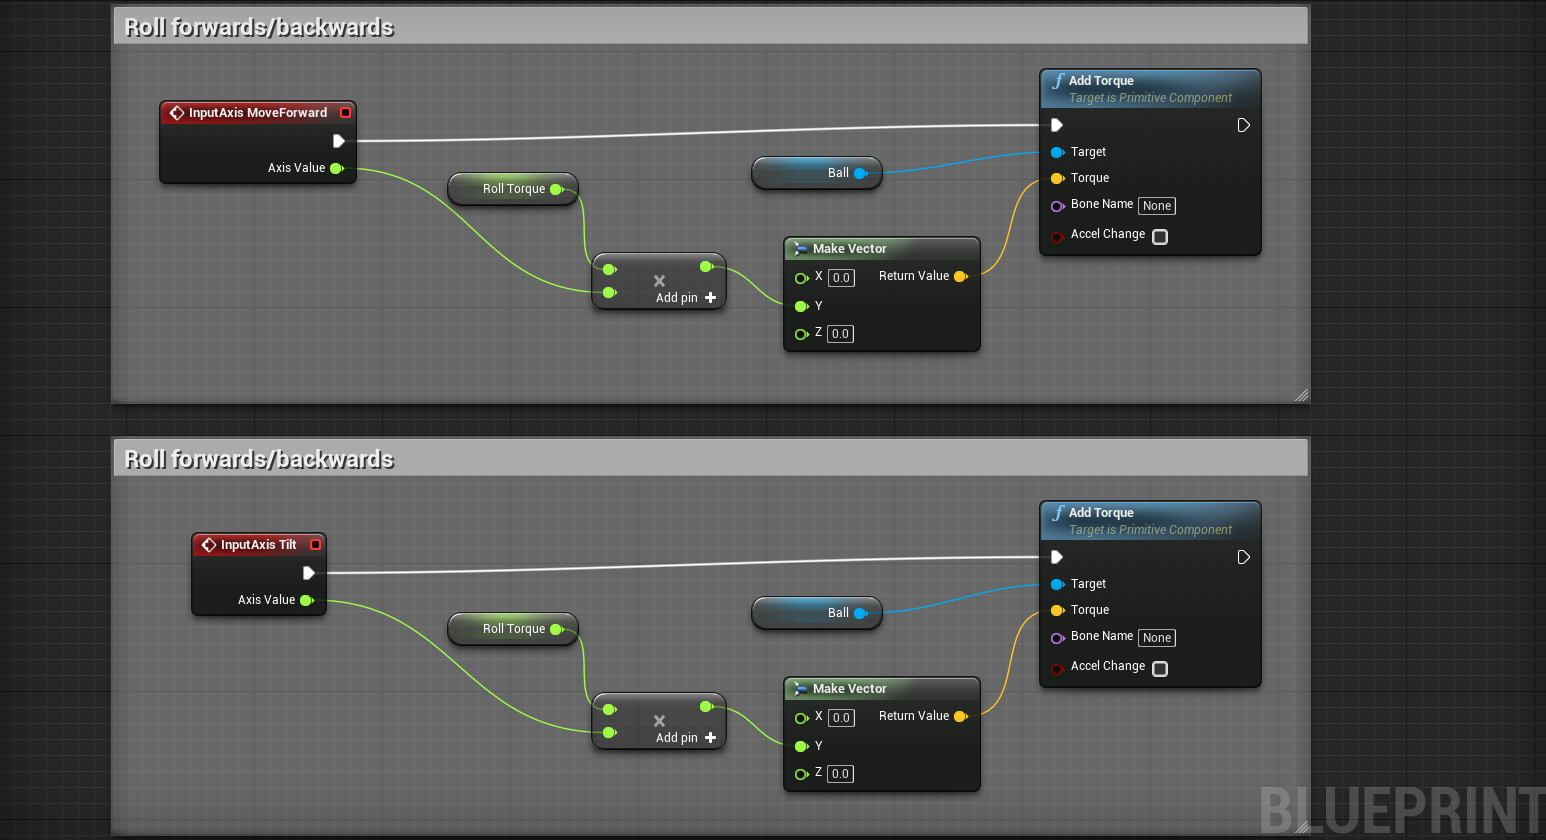 Roll forwards/backwards
Add Torque
Target is Primitive Component
InputAxis MoveForward
Axis Value
Roll Torque
Ball
Target
Torque
Bone Name None
Accel Change
×
Add pin
Make Vector
X 0.0 Return Value
Y
Z 0.0
Roll forwards/backwards
Add Torque
Target is Primitive Component
InputAxis Tilt
Axis Value
Roll Torque
Ball
Target
Torque
Bone Name None
Accel Change
×
Add pin
Make Vector
X 0.0 Return Value
Y
Z 0.0
BLUEPRINT